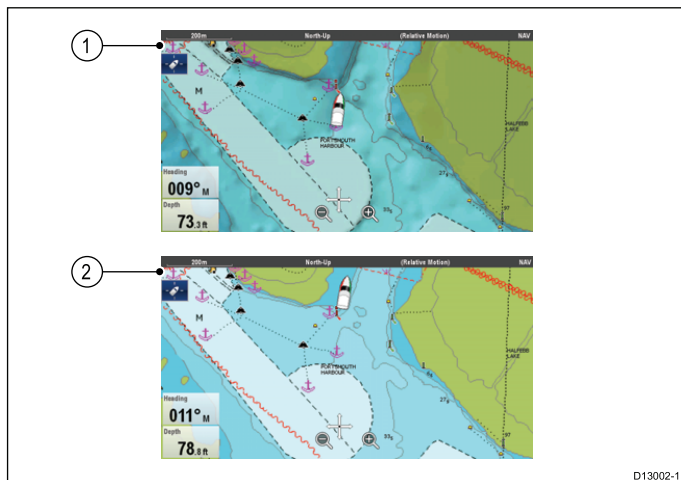 1
200m North-Up (Relative Motion) NAV
M
PORTSMOUTH
HARBOUR
Heading
009° M
Depth
73.3 ft
2
200m North-Up (Relative Motion) NAV
M
PORTSMOUTH
HARBOUR
Heading
011° M
Depth
78.8 ft
D13002-1